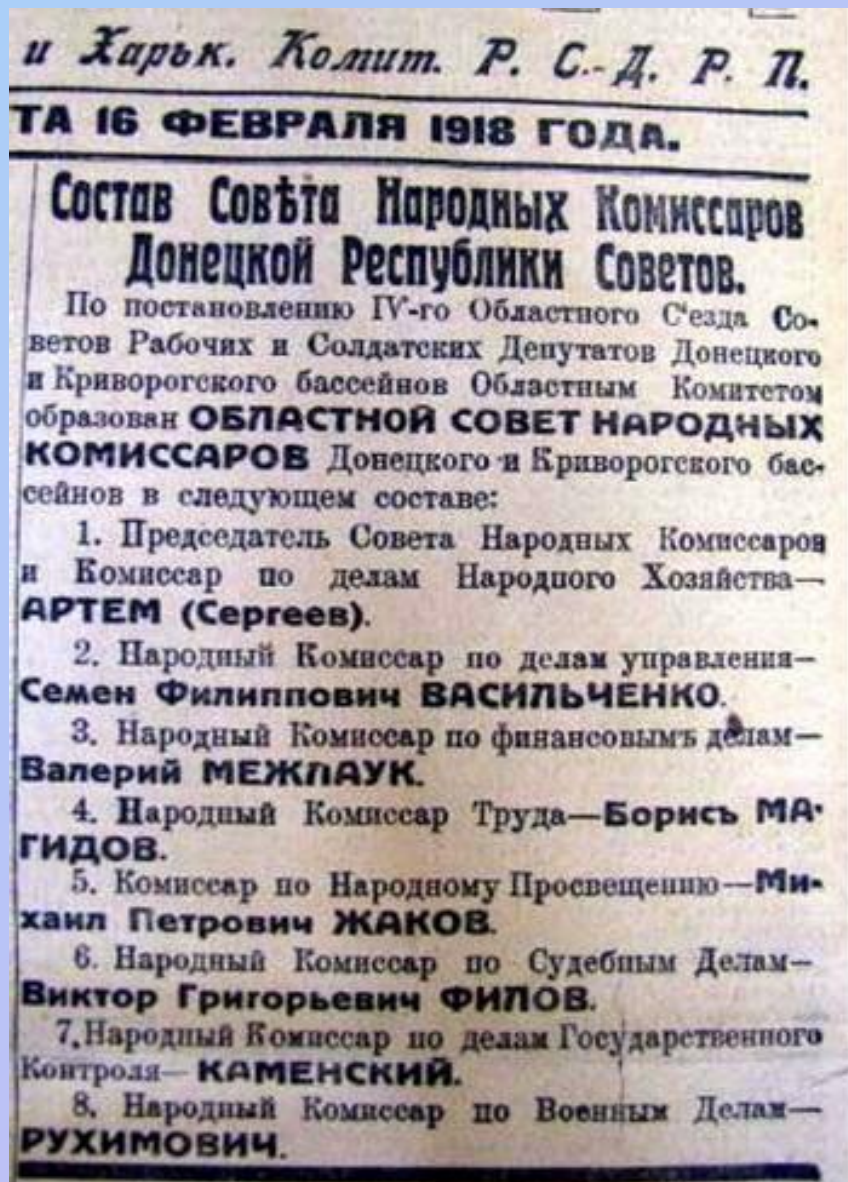 и Харьк. Комит. Р. С.-Д. Р. П.
ТА 16 ФЕВРАЛЯ 1918 ГОДА.
Состав Совѣта Народных Комиссаров
Донецкой Республики Советов.
По постановлению IV-го Областного С'езда Со-
ветов Рабочих и Солдатских Депутатов Донецкого
и Криворогского бассейнов Областным Комитетом
образован ОБЛАСТНОЙ СОВЕТ НАРОДНЫХ
КОМИССАРОВ Донецкого и Криворогского бас-
сейнов в следующем составе:
1. Председатель Совета Народных Комиссаров
и Комиссар по делам Народного Хозяйства—
АРТЕМ (Сергеев).
2. Народный Комиссар по делам управления—
Семен Филиппович ВАСИЛЬЧЕНКО.
3. Народный Комиссар по финансовымъ делам—
Валерий МЕЖЛАУК.
4. Народный Комиссар Труда—Борисъ МА-
ГИДОВ.
5. Комиссар по Народному Просвещению—Ми-
хаил Петрович ЖАКОВ.
6. Народный Комиссар по Судебным Делам—
Виктор Григорьевич ФИЛОВ.
7. Народный Комиссар по делам Государственного
Контроля—КАМЕНСКИЙ.
8. Народный Комиссар по Военным Делам—
РУХИМОВИЧ.